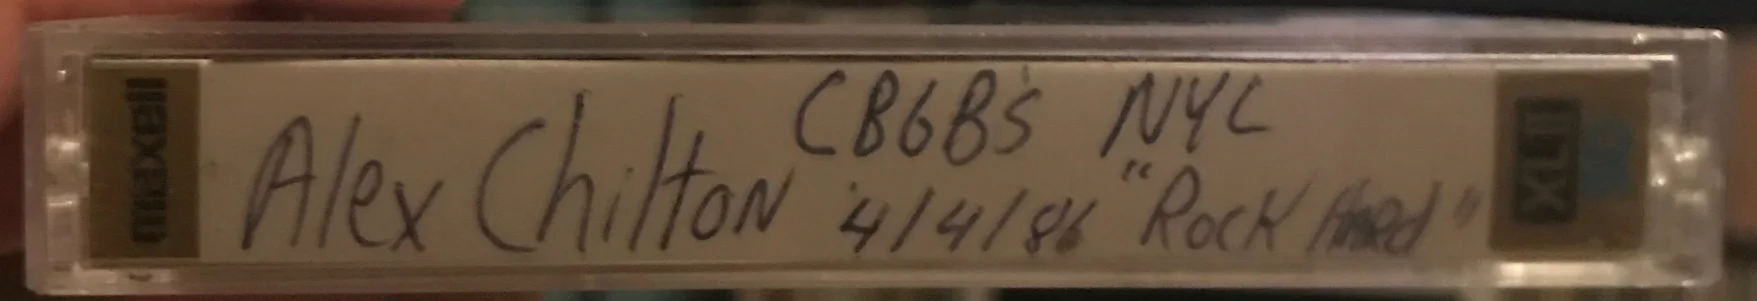 maxell
Alex Chilton CBGB's NYC
4/4/86 "Rock Hard"
XLII